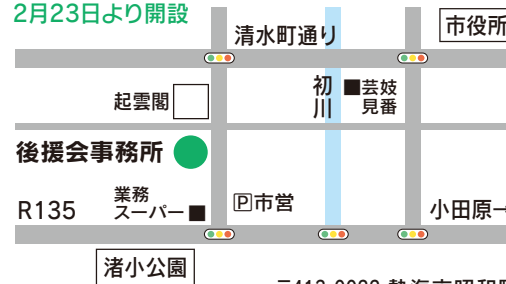 2月23日より開設
清水町通り
市役所
起雲閣
初川
芸妓
見番
後援会事務所
R135
業務
スーパー
P市営
小田原→
渚小公園